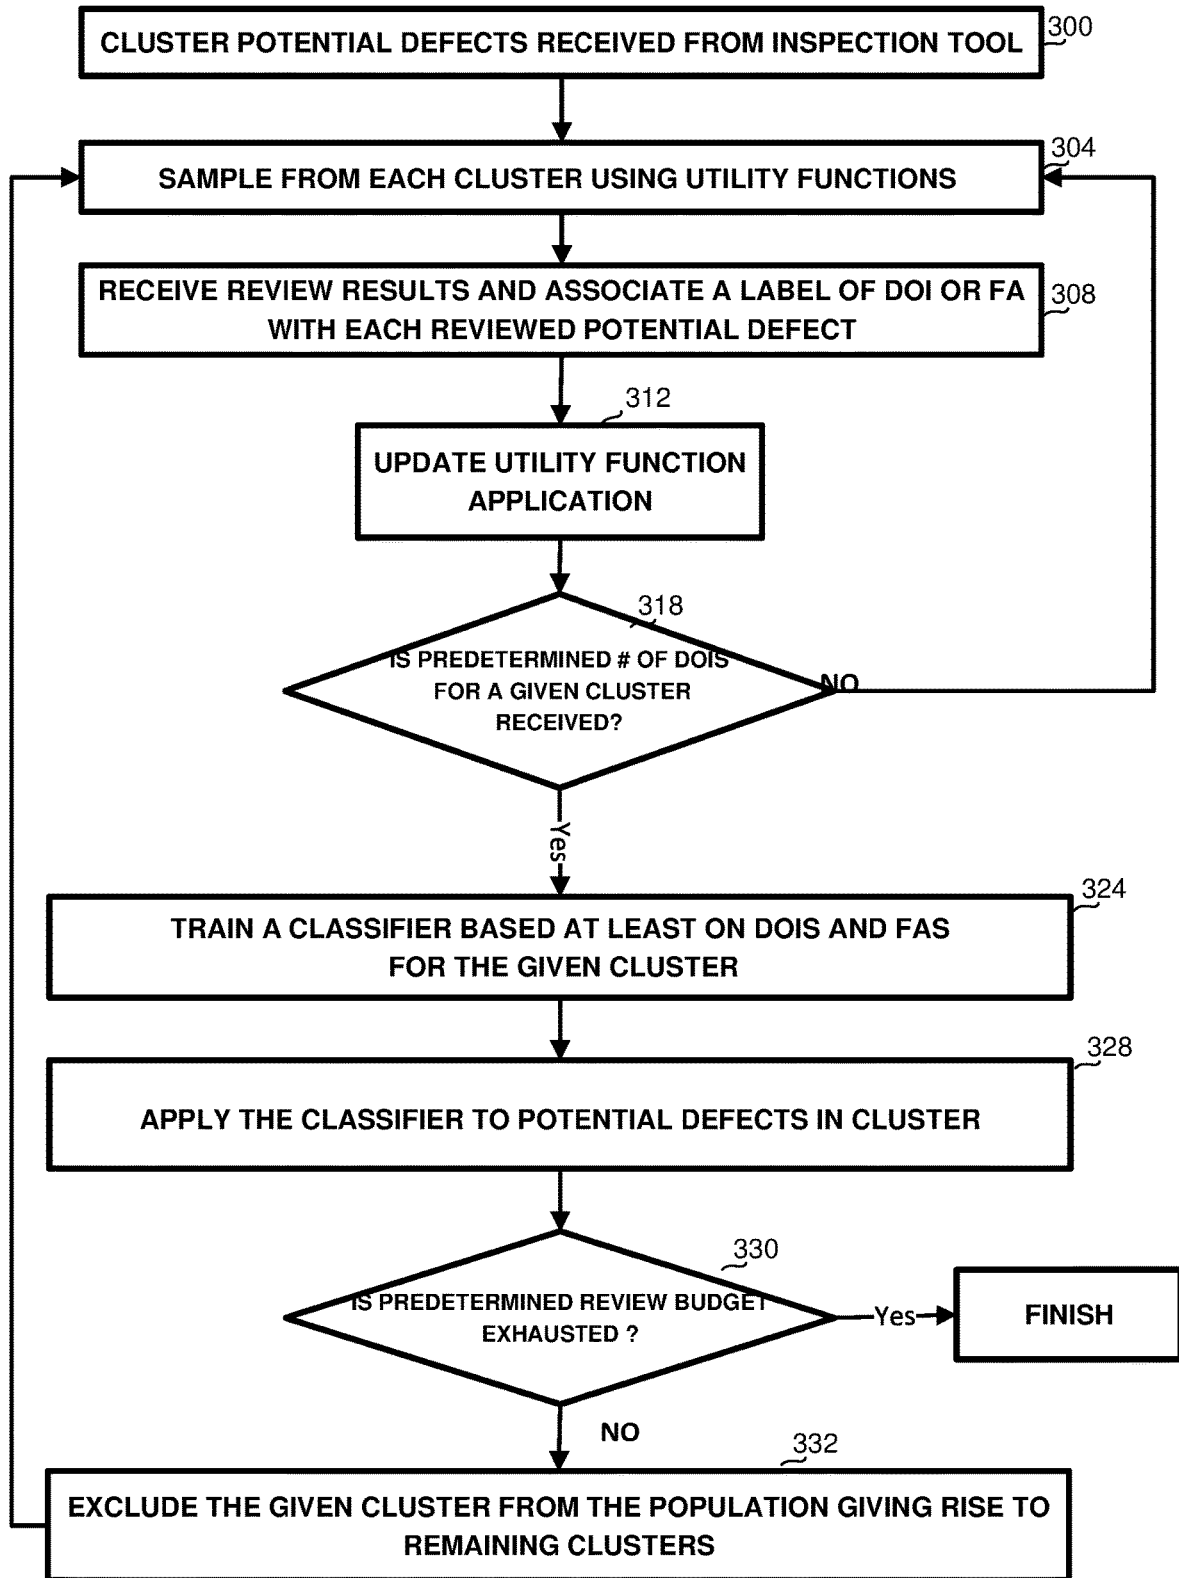 CLUSTER POTENTIAL DEFECTS RECEIVED FROM INSPECTION TOOL
300
304
SAMPLE FROM EACH CLUSTER USING UTILITY FUNCTIONS
RECEIVE REVIEW RESULTS AND ASSOCIATE A LABEL OF DOI OR FA
WITH EACH REVIEWED POTENTIAL DEFECT
308
312
UPDATE UTILITY FUNCTION
APPLICATION
318
IS PREDETERMINED # OF DOIS
FOR A GIVEN CLUSTER
RECEIVED?
NO
Yes
324
TRAIN A CLASSIFIER BASED AT LEAST ON DOIS AND FAS
FOR THE GIVEN CLUSTER
328
APPLY THE CLASSIFIER TO POTENTIAL DEFECTS IN CLUSTER
330
IS PREDETERMINED REVIEW BUDGET
EXHAUSTED ?
Yes
FINISH
NO
332
EXCLUDE THE GIVEN CLUSTER FROM THE POPULATION GIVING RISE TO
REMAINING CLUSTERS